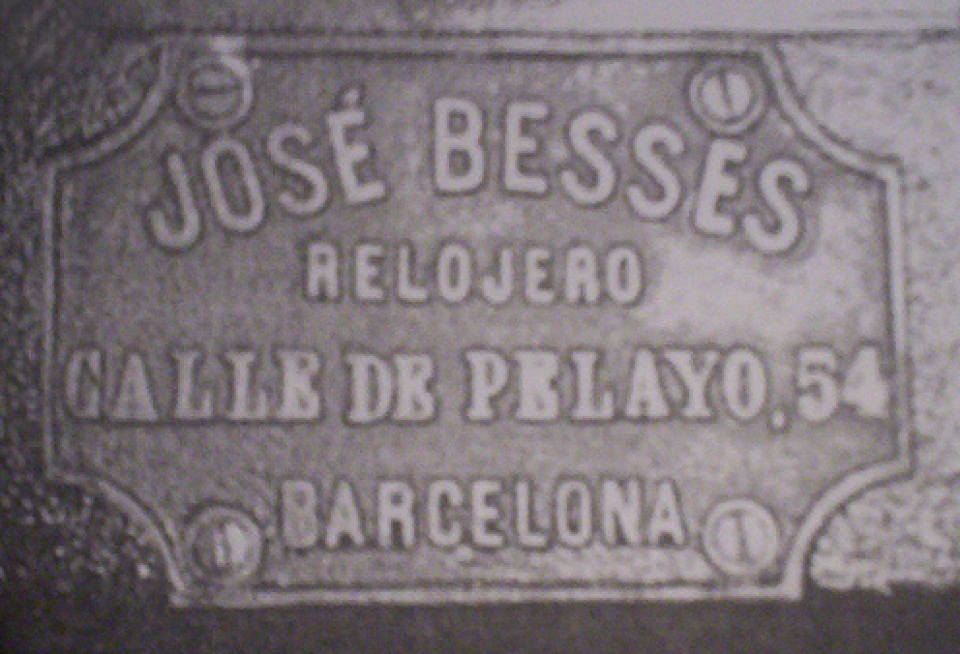 JOSÉ BESSES
RELOJERO
CALLE DE PELAYO, 54
BARCELONA